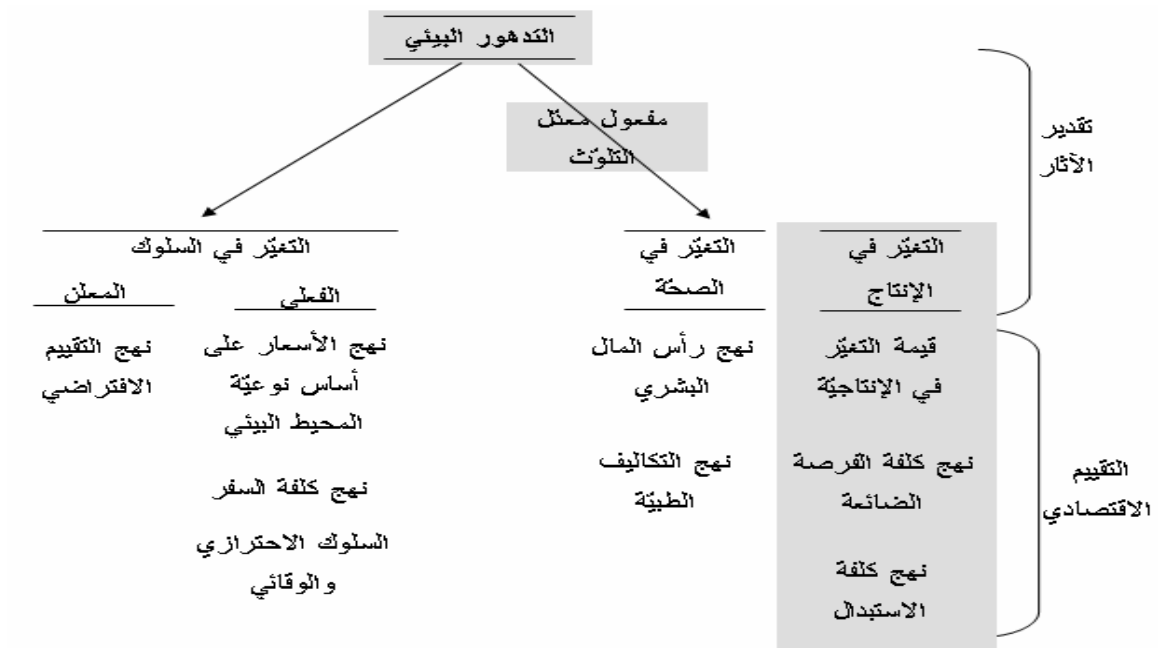 التدهور البيئي
مفعول معدّل
التلوّث
تقدير
الآثار
التغيّر في
الإنتاج
التغيّر في
الصحّة
التغيّر في السلوك
الفعلي
المعلن
قيمة التغيّر
في الإنتاجيّة
نهج كلفة الفرصة
الضائعة
نهج كلفة
الاستبدال
نهج رأس المال
البشري
نهج التكاليف
الطبيّة
نهج الأسعار على
أساس نوعيّة
المحيط البيئي
نهج كلفة السفر
السلوك الاحترازي
والوقائي
نهج التقييم
الافتراضي
التقييم
الاقتصادي